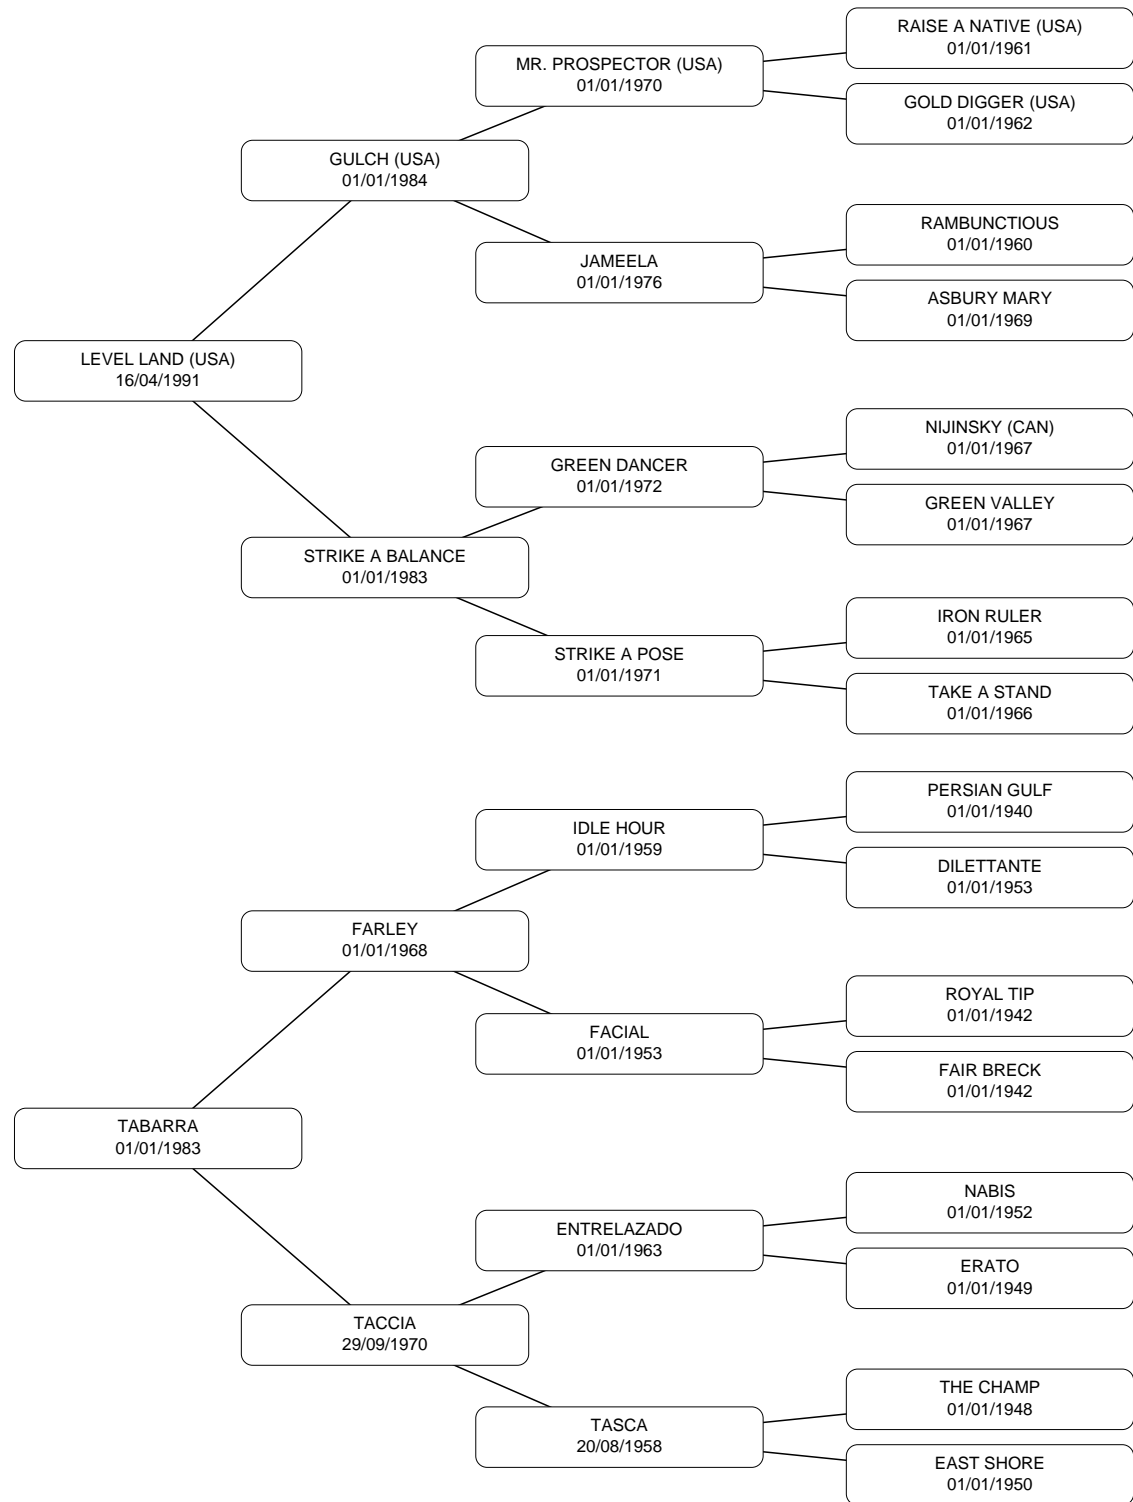 RAISE A NATIVE (USA)
01/01/1961
MR. PROSPECTOR (USA)
01/01/1970
GOLD DIGGER (USA)
01/01/1962
GULCH (USA)
01/01/1984
RAMBUNCTIOUS
01/01/1960
JAMEELA
01/01/1976
ASBURY MARY
01/01/1969
LEVEL LAND (USA)
16/04/1991
NIJINSKY (CAN)
01/01/1967
GREEN DANCER
01/01/1972
GREEN VALLEY
01/01/1967
STRIKE A BALANCE
01/01/1983
IRON RULER
01/01/1965
STRIKE A POSE
01/01/1971
TAKE A STAND
01/01/1966
PERSIAN GULF
01/01/1940
IDLE HOUR
01/01/1959
DILETTANTE
01/01/1953
FARLEY
01/01/1968
ROYAL TIP
01/01/1942
FACIAL
01/01/1953
FAIR BRECK
01/01/1942
TABARRA
01/01/1983
NABIS
01/01/1952
ENTRELAZADO
01/01/1963
ERATO
01/01/1949
TACCIA
29/09/1970
THE CHAMP
01/01/1948
TASCA
20/08/1958
EAST SHORE
01/01/1950